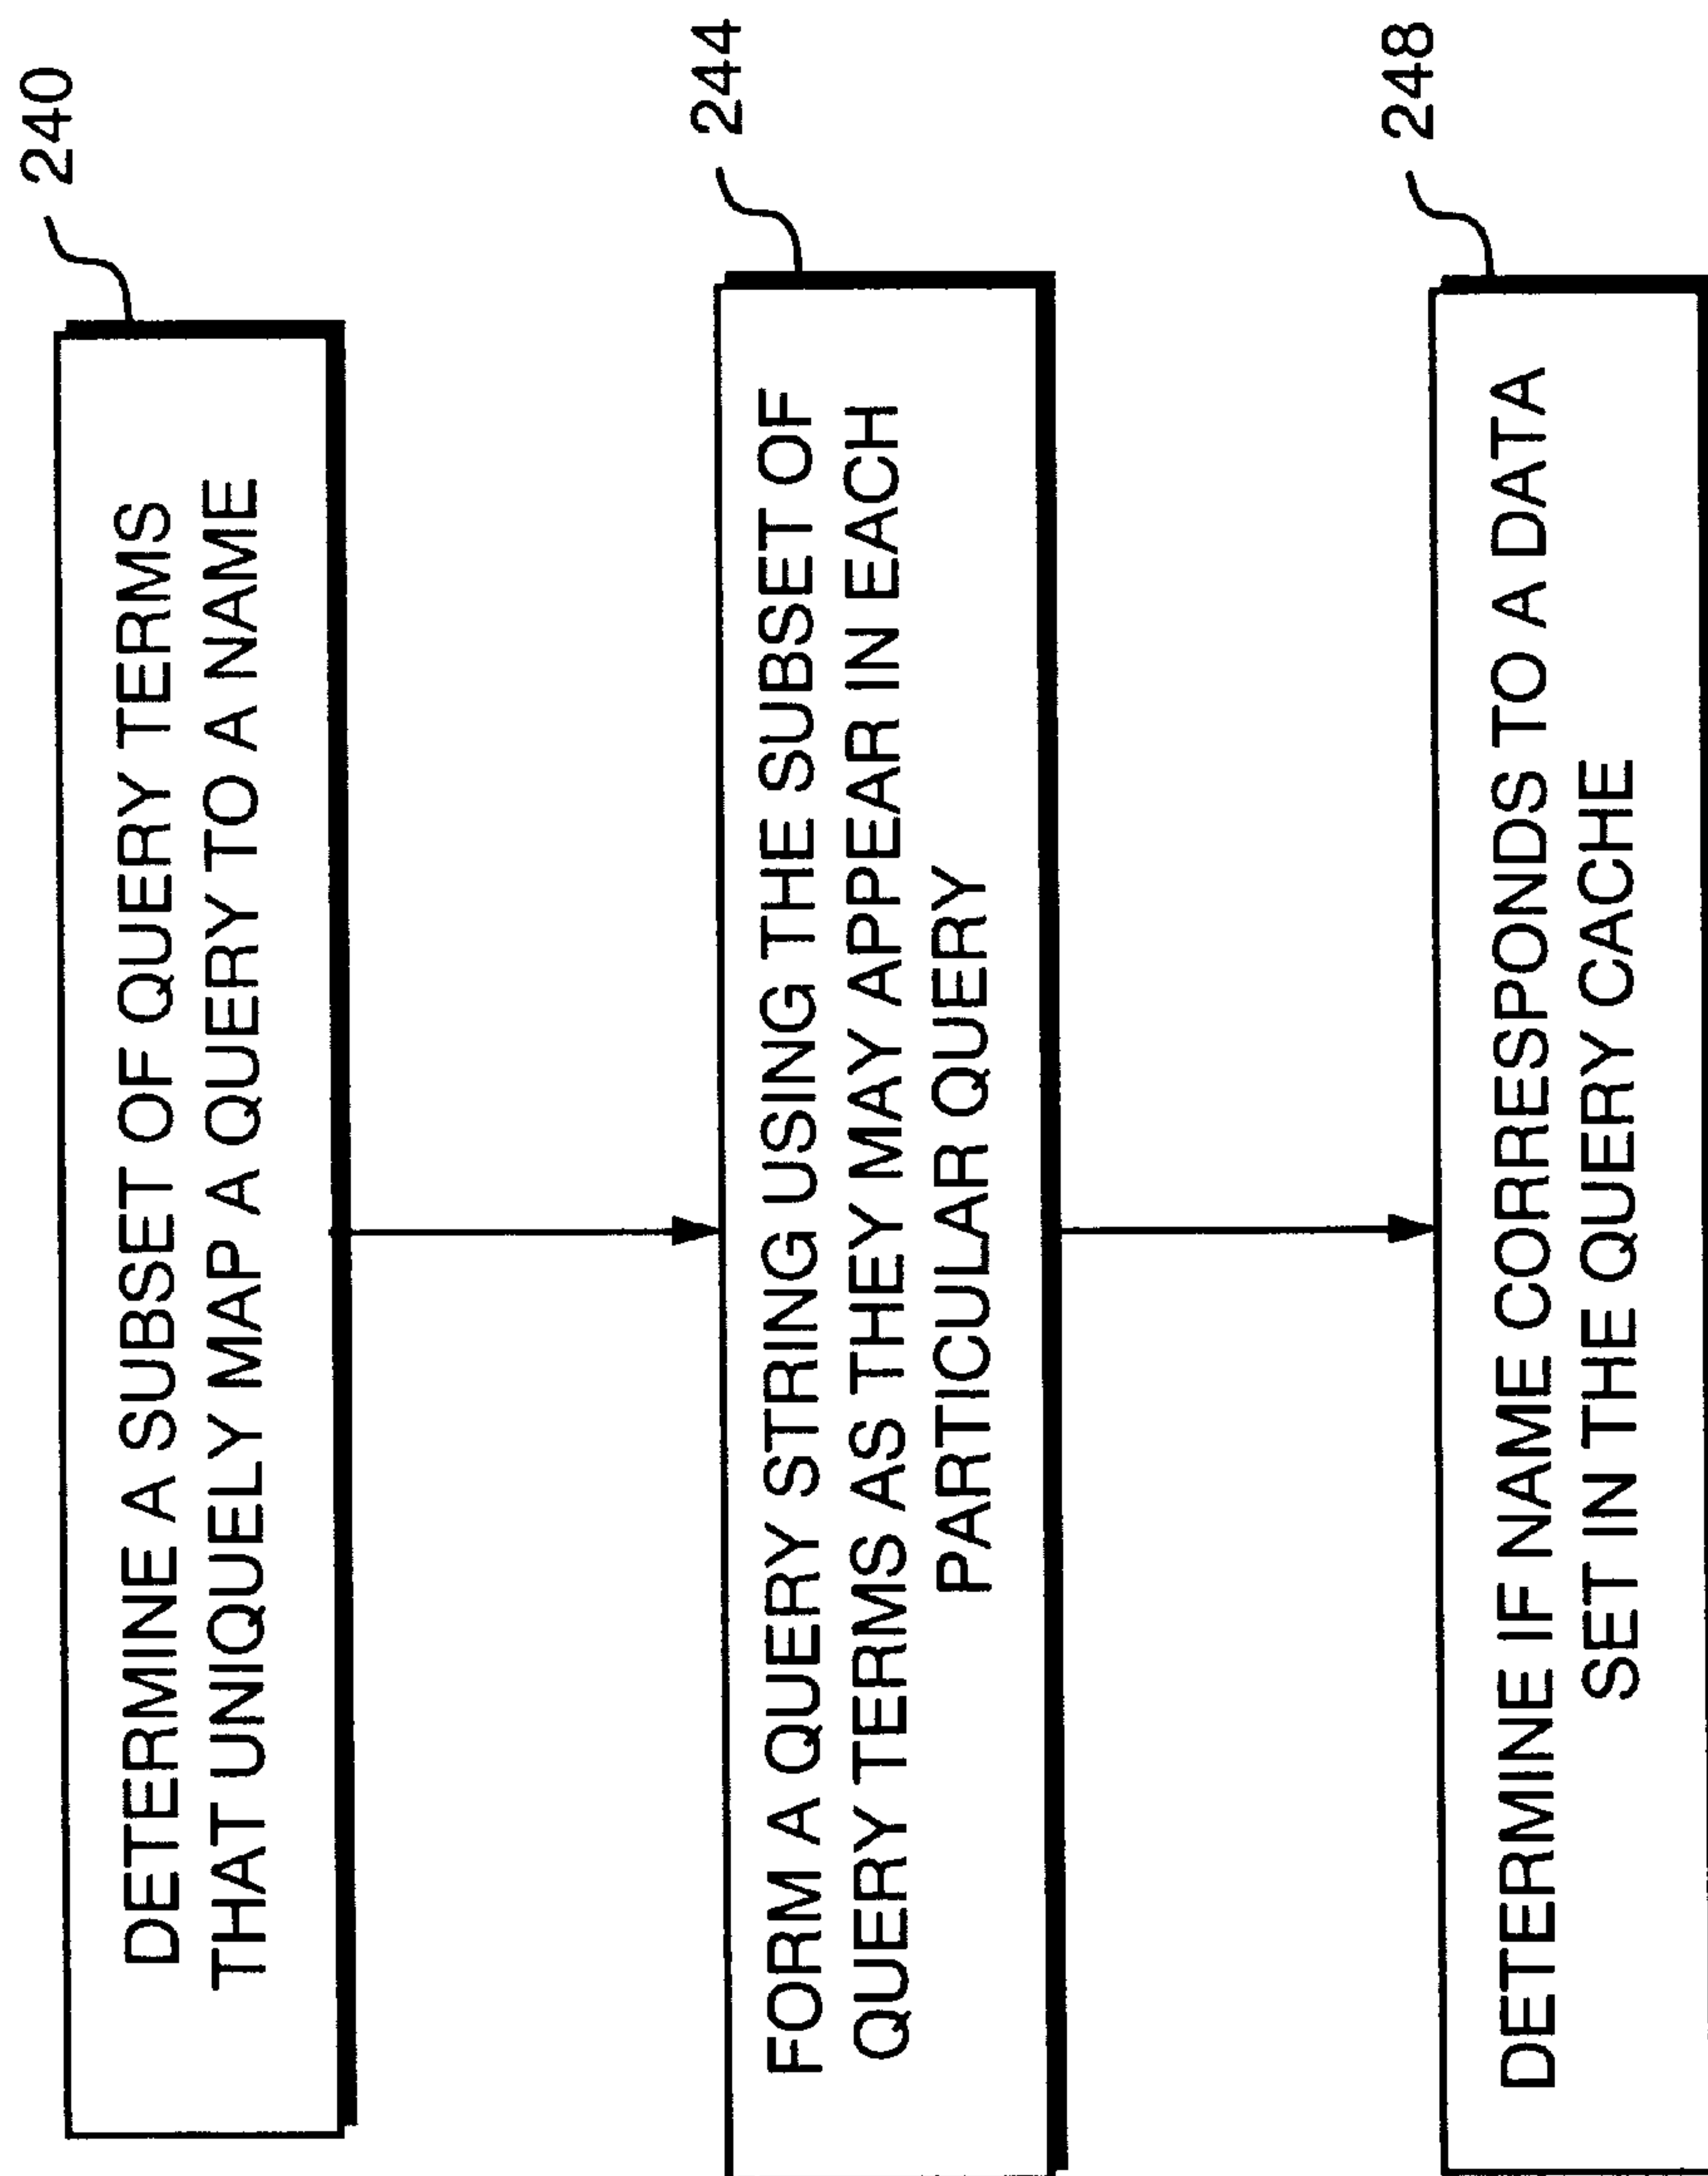 240
DETERMINE A SUBSET OF QUERY TERMS
THAT UNIQUELY MAP A QUERY TO A NAME
244
FORM A QUERY STRING USING THE SUBSET OF
QUERY TERMS AS THEY MAY APPEAR IN EACH
PARTICULAR QUERY
248
DETERMINE IF NAME CORRESPONDS TO A DATA
SET IN THE QUERY CACHE